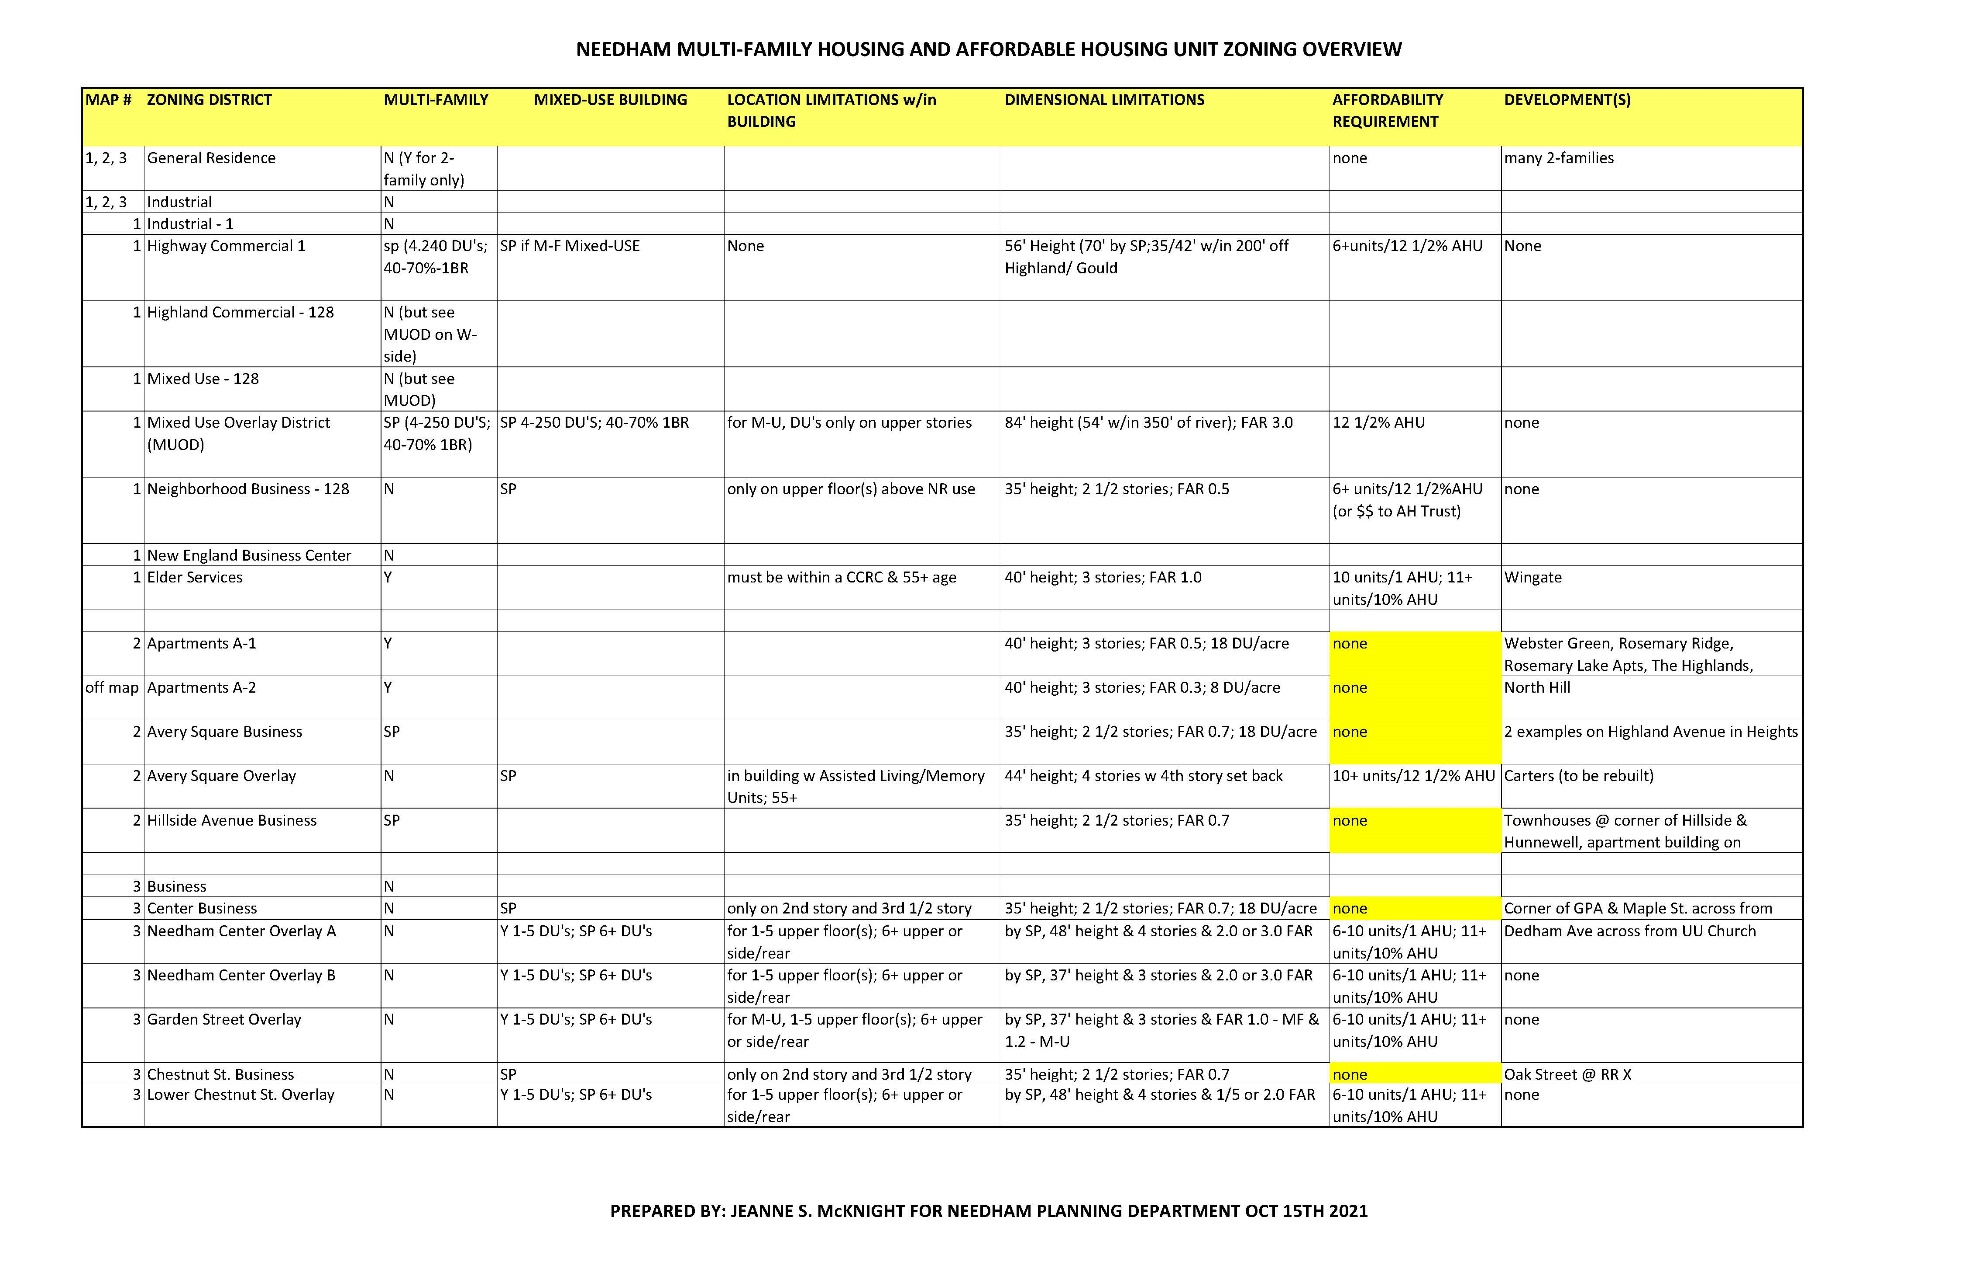 NEEDHAM MULTI-FAMILY HOUSING AND AFFORDABLE HOUSING UNIT ZONING OVERVIEW
MAP # ZONING DISTRICT MULTI-FAMILY MIXED-USE BUILDING LOCATION LIMITATIONS w/in DIMENSIONAL LIMITATIONS AFFORDABILITY DEVELOPMENT(S)
BUILDING REQUIREMENT
1, 2, 3 General Residence N (Y for 2- none many 2-families
family only)
1, 2, 3 Industrial N
1 Industrial - 1 N
1 Highway Commercial 1 sp (4.240 DU's; SP if M-F Mixed-USE None 56' Height (70' by SP;35/42' w/in 200' off 6+units/12 1/2% AHU None
40-70%-1BR Highland/ Gould
1 Highland Commercial - 128 N (but see
MUOD on W-
side)
1 Mixed Use - 128 N (but see
MUOD)
1 Mixed Use Overlay District SP (4-250 DU'S; SP 4-250 DU'S; 40-70% 1BR for M-U, DU's only on upper stories 84' height (54' w/in 350' of river); FAR 3.0 12 1/2% AHU none
(MUOD) 40-70% 1BR)
1 Neighborhood Business - 128 N SP only on upper floor(s) above NR use 35' height; 2 1/2 stories; FAR 0.5 6+ units/12 1/2%AHU none
(or $$ to AH Trust)
1 New England Business Center N
1 Elder Services Y must be within a CCRC & 55+ age 40' height; 3 stories; FAR 1.0 10 units/1 AHU; 11+ Wingate
units/10% AHU
2 Apartments A-1 Y 40' height; 3 stories; FAR 0.5; 18 DU/acre none Webster Green, Rosemary Ridge,
Rosemary Lake Apts, The Highlands,
off map Apartments A-2 Y 40' height; 3 stories; FAR 0.3; 8 DU/acre none North Hill
2 Avery Square Business SP 35' height; 2 1/2 stories; FAR 0.7; 18 DU/acre none 2 examples on Highland Avenue in Heights
2 Avery Square Overlay N SP in building w Assisted Living/Memory 44' height; 4 stories w 4th story set back 10+ units/12 1/2% AHU Carters (to be rebuilt)
Units; 55+
2 Hillside Avenue Business SP 35' height; 2 1/2 stories; FAR 0.7 none Townhouses @ corner of Hillside &
Hunnewell, apartment building on
3 Business N
3 Center Business N SP only on 2nd story and 3rd 1/2 story 35' height; 2 1/2 stories; FAR 0.7; 18 DU/acre none Corner of GPA & Maple St. across from
3 Needham Center Overlay A N Y 1-5 DU's; SP 6+ DU's for 1-5 upper floor(s); 6+ upper or by SP, 48' height & 4 stories & 2.0 or 3.0 FAR 6-10 units/1 AHU; 11+ Dedham Ave across from UU Church
side/rear units/10% AHU
3 Needham Center Overlay B N Y 1-5 DU's; SP 6+ DU's for 1-5 upper floor(s); 6+ upper or by SP, 37' height & 3 stories & 2.0 or 3.0 FAR 6-10 units/1 AHU; 11+ none
side/rear units/10% AHU
3 Garden Street Overlay N Y 1-5 DU's; SP 6+ DU's for M-U, 1-5 upper floor(s); 6+ upper by SP, 37' height & 3 stories & FAR 1.0 - MF & 6-10 units/1 AHU; 11+ none
or side/rear 1.2 - M-U units/10% AHU
3 Chestnut St. Business N SP only on 2nd story and 3rd 1/2 story 35' height; 2 1/2 stories; FAR 0.7 none Oak Street @ RR X
3 Lower Chestnut St. Overlay N Y 1-5 DU's; SP 6+ DU's for 1-5 upper floor(s); 6+ upper or by SP, 48' height & 4 stories & 1/5 or 2.0 FAR 6-10 units/1 AHU; 11+ none
side/rear units/10% AHU
PREPARED BY: JEANNE S. McKNIGHT FOR NEEDHAM PLANNING DEPARTMENT OCT 15TH 2021